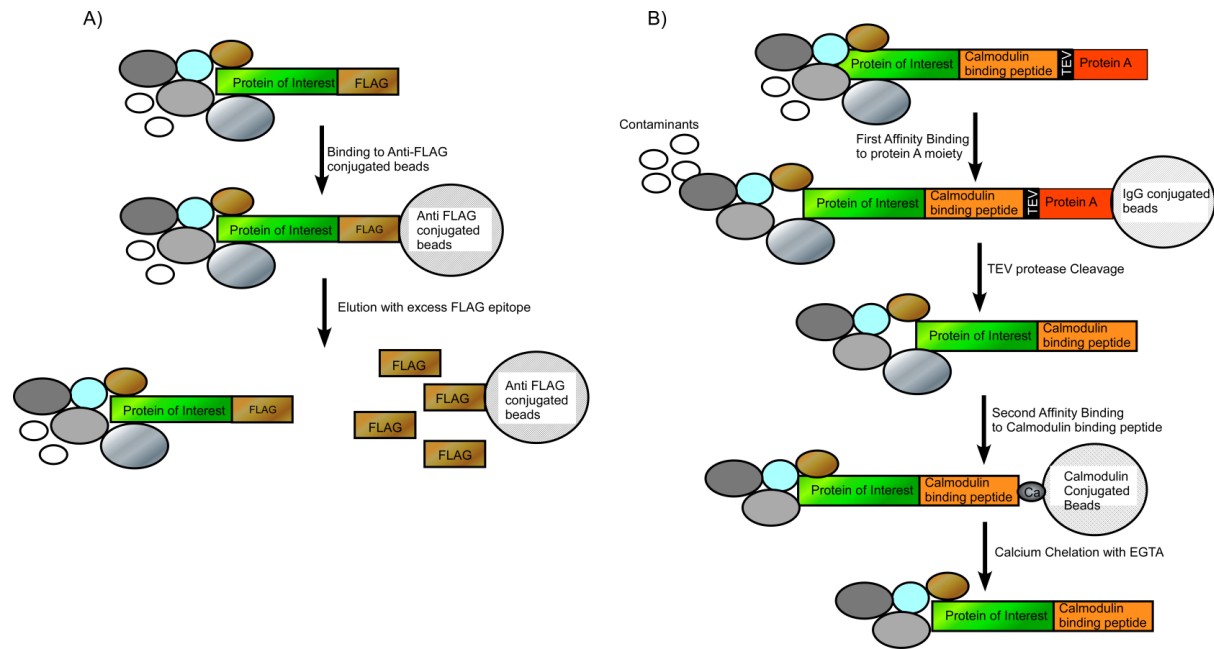 A)
Protein of Interest
FLAG
Binding to Anti-FLAG
conjugated beads
Protein of Interest
FLAG
Anti FLAG
conjugated
beads
Elution with excess FLAG epitope
Protein of Interest
FLAG
FLAG
FLAG
FLAG
FLAG
Anti FLAG
conjugated
beads
B)
Protein of Interest
Calmodulin
binding peptide
TEV
Protein A
Contaminants
First Affinity Binding
to protein A moiety
Protein of Interest
Calmodulin
binding peptide
TEV
Protein A
IgG conjugated
beads
TEV protease Cleavage
Protein of Interest
Calmodulin
binding peptide
Second Affinity Binding
to Calmodulin binding peptide
Protein of Interest
Calmodulin
binding peptide
Ca
Calmodulin
Conjugated
Beads
Calcium Chelation with EGTA
Protein of Interest
Calmodulin
binding peptide